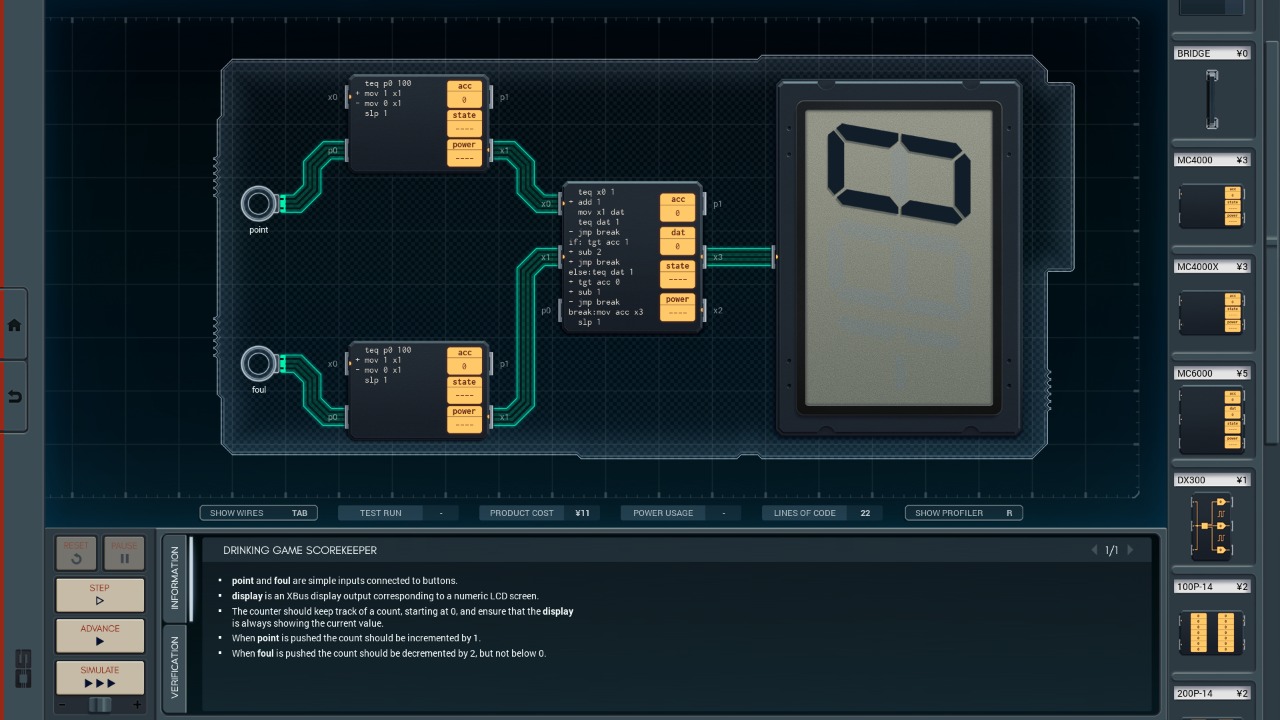 teq p0 100
+ mov 1 x1
- mov 0 x1
slp 1
acc
0
state
----
power
----
x0
p1
p0
x1
point
teq x0 1
+ add 1
mov x1 dat
teq dat 1
- jmp break
if: tgt acc 1
+ sub 2
+ jmp break
else:teq dat 1
+ tgt acc 0
+ sub 1
- jmp break
break:mov acc x3
slp 1
acc
0
dat
0
state
----
power
----
x0
p1
x1
x3
p0
x2
teq p0 100
+ mov 1 x1
- mov 0 x1
slp 1
acc
0
state
----
power
----
x0
p1
p0
x1
foul
BRIDGE ¥0
MC4000 ¥3
MC4000X ¥3
MC6000 ¥5
DX300 ¥1
100P-14 ¥2
200P-14 ¥2
SHOW WIRES TAB
TEST RUN -
PRODUCT COST ¥11
POWER USAGE -
LINES OF CODE 22
SHOW PROFILER R
RESET
PAUSE
STEP
ADVANCE
SIMULATE
- +
INFORMATION
VERIFICATION
DRINKING GAME SCOREKEEPER
1/1
▪ point and foul are simple inputs connected to buttons.
▪ display is an XBus display output corresponding to a numeric LCD screen.
▪ The counter should keep track of a count, starting at 0, and ensure that the display
is always showing the current value.
▪ When point is pushed the count should be incremented by 1.
▪ When foul is pushed the count should be decremented by 2, but not below 0.